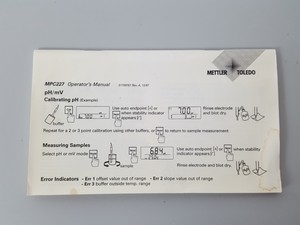 METTLER TOLEDO
MPC227 Operator's Manual
pH/mV
Calibrating pH (Example)
Use auto endpoint [•] or
when stability indicator
appears [*]
Rinse electrode
and blot dry.
7.00
buffer
Repeat for a 2 or 3 point calibration using other buffers, or
to return to sample measurement
Measuring Samples
Select pH or mV mode
6.84
Use auto endpoint [•] or when stability
indicator appears [*].
sample
Rinse electrode and blot dry.
Error Indicators - Err 1 offset value out of range - Err 2 slope value out of range
- Err 3 buffer outside temp. range